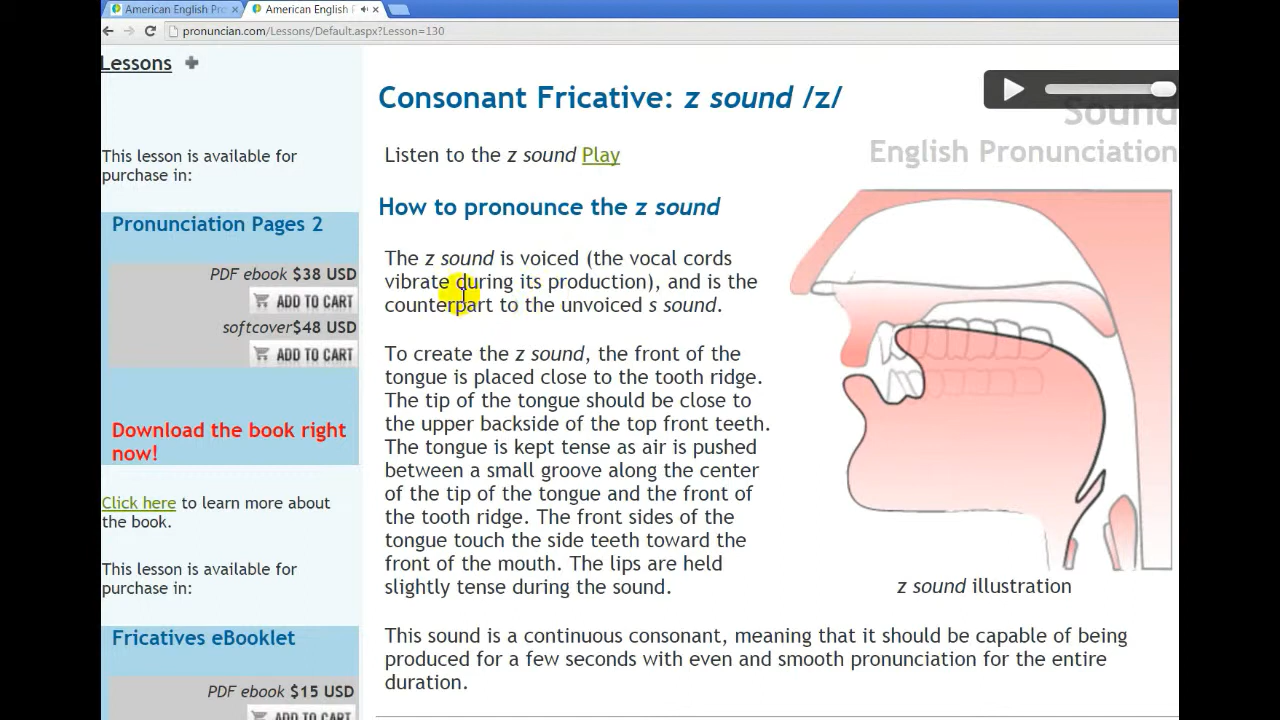 American English Pro
American English P
pronuncian.com/Lessons/Default.aspx?Lesson=130
Lessons
This lesson is available for
purchase in:
Pronunciation Pages 2
PDF ebook $38 USD
ADD TO CART
softcover$48 USD
ADD TO CART
Download the book right
now!
Click here to learn more about
the book.
This lesson is available for
purchase in:
Fricatives eBooklet
PDF ebook $15 USD
ADD TO CART
Consonant Fricative: z sound /z/
Sound
English Pronunciation
Listen to the z sound Play
How to pronounce the z sound
The z sound is voiced (the vocal cords
vibrate during its production), and is the
counterpart to the unvoiced s sound.
To create the z sound, the front of the
tongue is placed close to the tooth ridge.
The tip of the tongue should be close to
the upper backside of the top front teeth.
The tongue is kept tense as air is pushed
between a small groove along the center
of the tip of the tongue and the front of
the tooth ridge. The front sides of the
tongue touch the side teeth toward the
front of the mouth. The lips are held
slightly tense during the sound.
z sound illustration
This sound is a continuous consonant, meaning that it should be capable of being
produced for a few seconds with even and smooth pronunciation for the entire
duration.